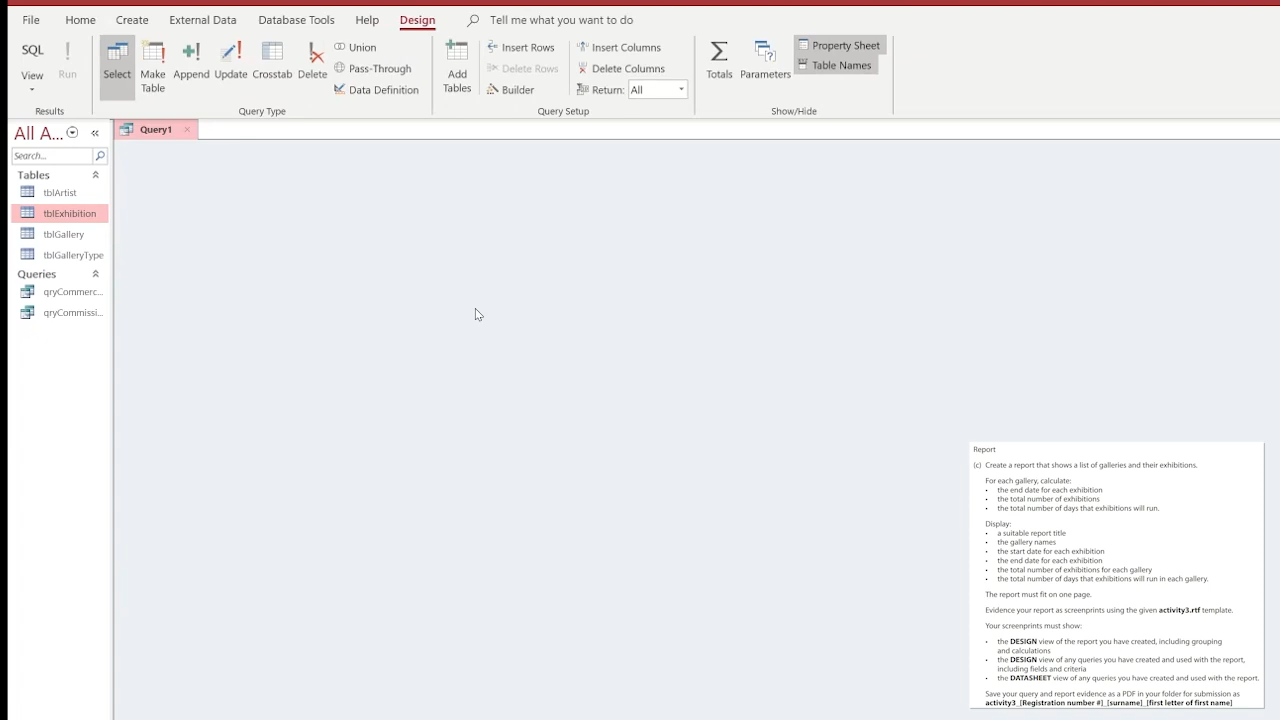 File Home Create External Data Database Tools Help Design Tell me what you want to do
SQL
View
Run
Select
Make
Table
Append
Update
Crosstab
Delete
Union
Pass-Through
Data Definition
Add
Tables
Insert Rows
Delete Rows
Builder
Insert Columns
Delete Columns
Return: All
Totals
Parameters
Property Sheet
Table Names
Results Query Type Query Setup Show/Hide
All A...
Query1
Search...
Tables
tblArtist
tblExhibition
tblGallery
tblGalleryType
Queries
qryCommerc...
qryCommissi...
Report
(c) Create a report that shows a list of galleries and their exhibitions.
For each gallery, calculate:
• the end date for each exhibition
• the total number of exhibitions
• the total number of days that exhibitions will run.
Display:
• a suitable report title
• the gallery names
• the start date for each exhibition
• the end date for each exhibition
• the total number of exhibitions for each gallery
• the total number of days that exhibitions will run in each gallery.
The report must fit on one page.
Evidence your report as screenprints using the given activity3.rtf template.
Your screenprints must show:
• the DESIGN view of the report you have created, including grouping
and calculations
• the DESIGN view of any queries you have created and used with the report,
including fields and criteria
• the DATASHEET view of any queries you have created and used with the report.
Save your query and report evidence as a PDF in your folder for submission as
activity3_[Registration number #]_[surname]_[first letter of first name]